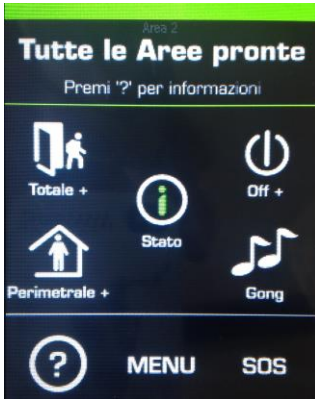 Area 2
Tutte le Aree pronte
Premi '?' per informazioni
Totale +
Off +
Stato
Perimetrale +
Gong
?
MENU
SOS